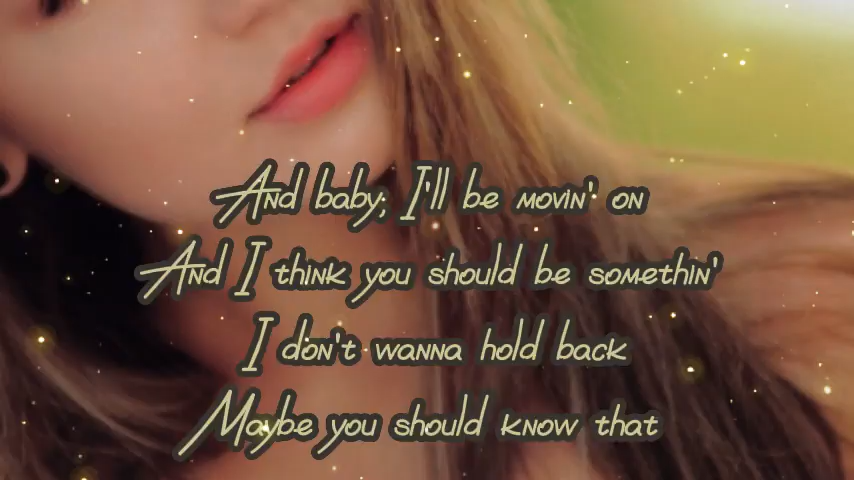 And baby, I'll be movin' on
And I think you should be somethin'
I don't wanna hold back
Maybe you should know that